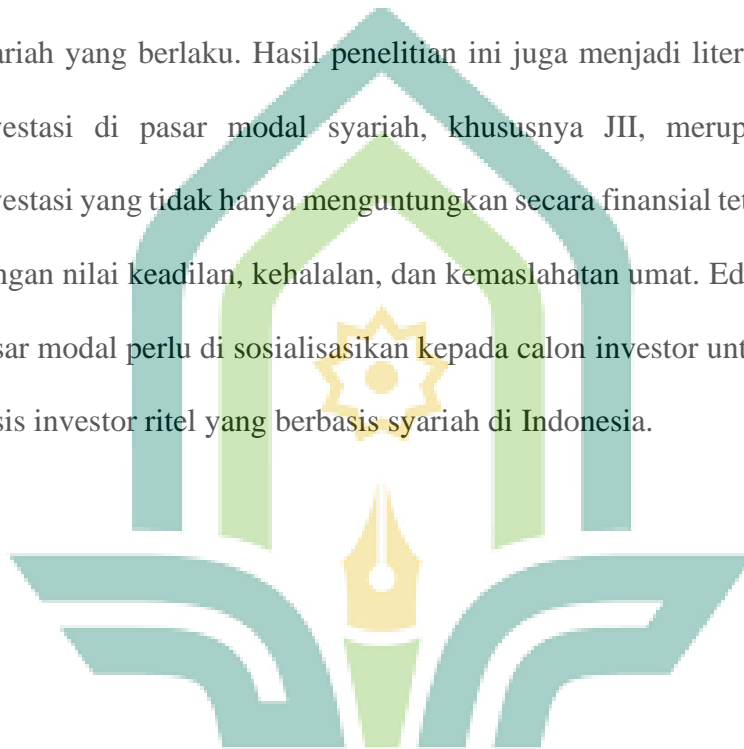 ariah yang berlaku. Hasil penelitian ini juga menjadi liter
vestasi di pasar modal syariah, khususnya JII, merup
vestasi yang tidak hanya menguntungkan secara finansial tet
ngan nilai keadilan, kehalalan, dan kemaslahatan umat. Ed
sar modal perlu di sosialisasikan kepada calon investor unt
sis investor ritel yang berbasis syariah di Indonesia.